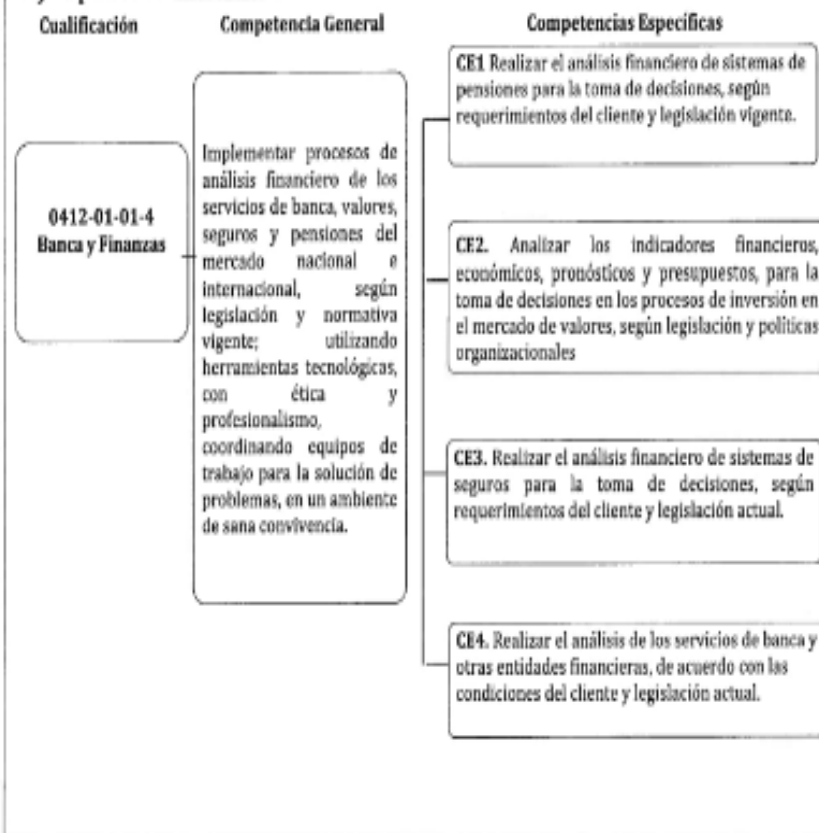 Cualificación
Competencia General
Competencias Específicas
0412-01-01-4
Banca y Finanzas
Implementar procesos de
análisis financiero de los
servicios de banca, valores,
seguros y pensiones del
mercado nacional e
internacional, según
legislación y normativa
vigente; utilizando
herramientas tecnológicas,
con ética y
profesionalismo,
coordinando equipos de
trabajo para la solución de
problemas, en un ambiente
de sana convivencia.
CE1 Realizar el análisis financiero de sistemas de
pensiones para la toma de decisiones, según
requerimientos del cliente y legislación vigente.
CE2. Analizar los indicadores financieros,
económicos, pronósticos y presupuestos, para la
toma de decisiones en los procesos de inversión en
el mercado de valores, según legislación y políticas
organizacionales
CE3. Realizar el análisis financiero de sistemas de
seguros para la toma de decisiones, según
requerimientos del cliente y legislación actual.
CE4. Realizar el análisis de los servicios de banca y
otras entidades financieras, de acuerdo con las
condiciones del cliente y legislación actual.